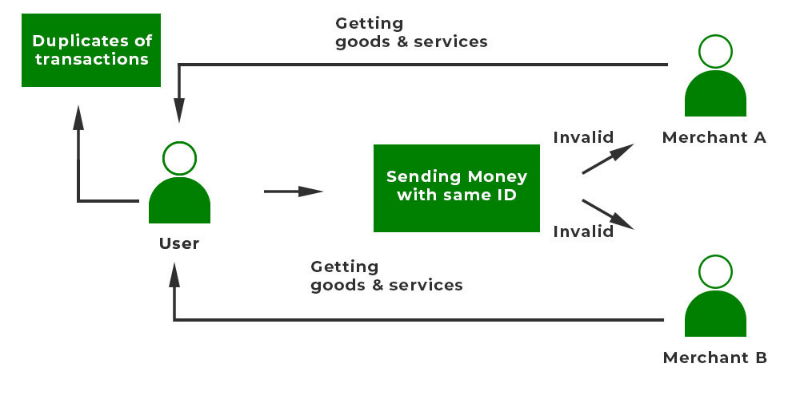 Getting
goods & services
Duplicates of
transactions
Invalid
Merchant A
Sending Money
with same ID
Invalid
User
Getting
goods & services
Merchant B